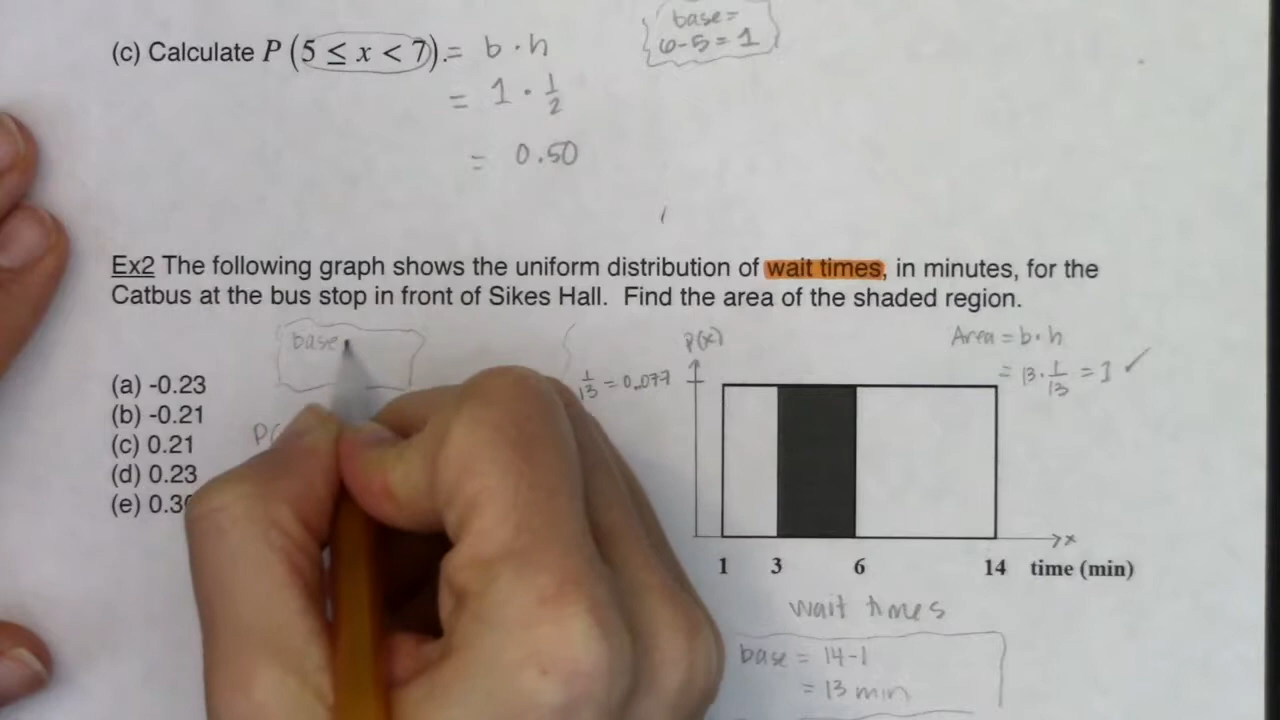 base=
6-5=1
(c) Calculate P (5 ≤ x < 7).= b · h
= 1 · 1/2
= 0.50
Ex2 The following graph shows the uniform distribution of wait times, in minutes, for the
Catbus at the bus stop in front of Sikes Hall. Find the area of the shaded region.
base
P(x)
Area = b · h
= 13 · 1/13 = 1 ✓
1/13 = 0.077
(a) -0.23
(b) -0.21
(c) 0.21
(d) 0.23
(e) 0.3
P(
x
1 3 6 14 time (min)
wait times
base = 14-1
= 13 min